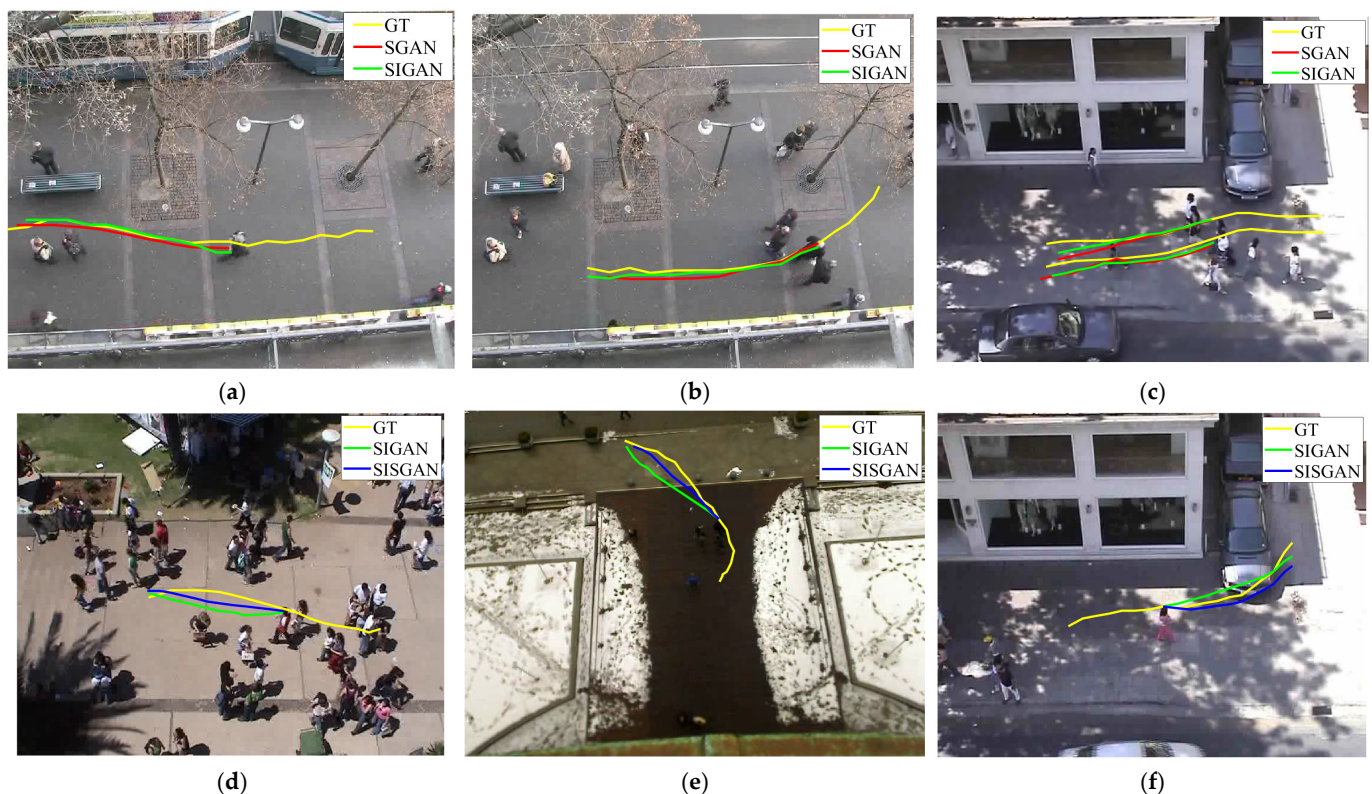 GT
SGAN
SIGAN
GT
SGAN
SIGAN
GT
SGAN
SIGAN
(a)
(b)
(c)
GT
SIGAN
SISGAN
GT
SIGAN
SISGAN
GT
SIGAN
SISGAN
(d)
(e)
(f)